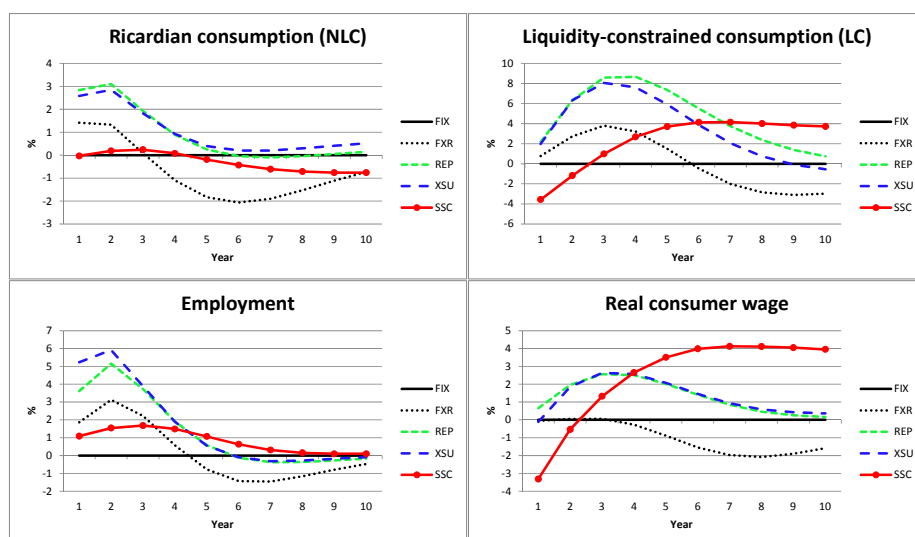 Ricardian consumption (NLC)
4
3
2
1
0
-1
-2
-3
%
1 2 3 4 5 6 7 8 9 10
Year
FIX
FXR
REP
XSU
SSC
Liquidity-constrained consumption (LC)
10
8
6
4
2
0
-2
-4
-6
%
1 2 3 4 5 6 7 8 9 10
Year
FIX
FXR
REP
XSU
SSC
Employment
7
6
5
4
3
2
1
0
-1
-2
%
1 2 3 4 5 6 7 8 9 10
Year
FIX
FXR
REP
XSU
SSC
Real consumer wage
5
4
3
2
1
0
-1
-2
-3
-4
%
1 2 3 4 5 6 7 8 9 10
Year
FIX
FXR
REP
XSU
SSC